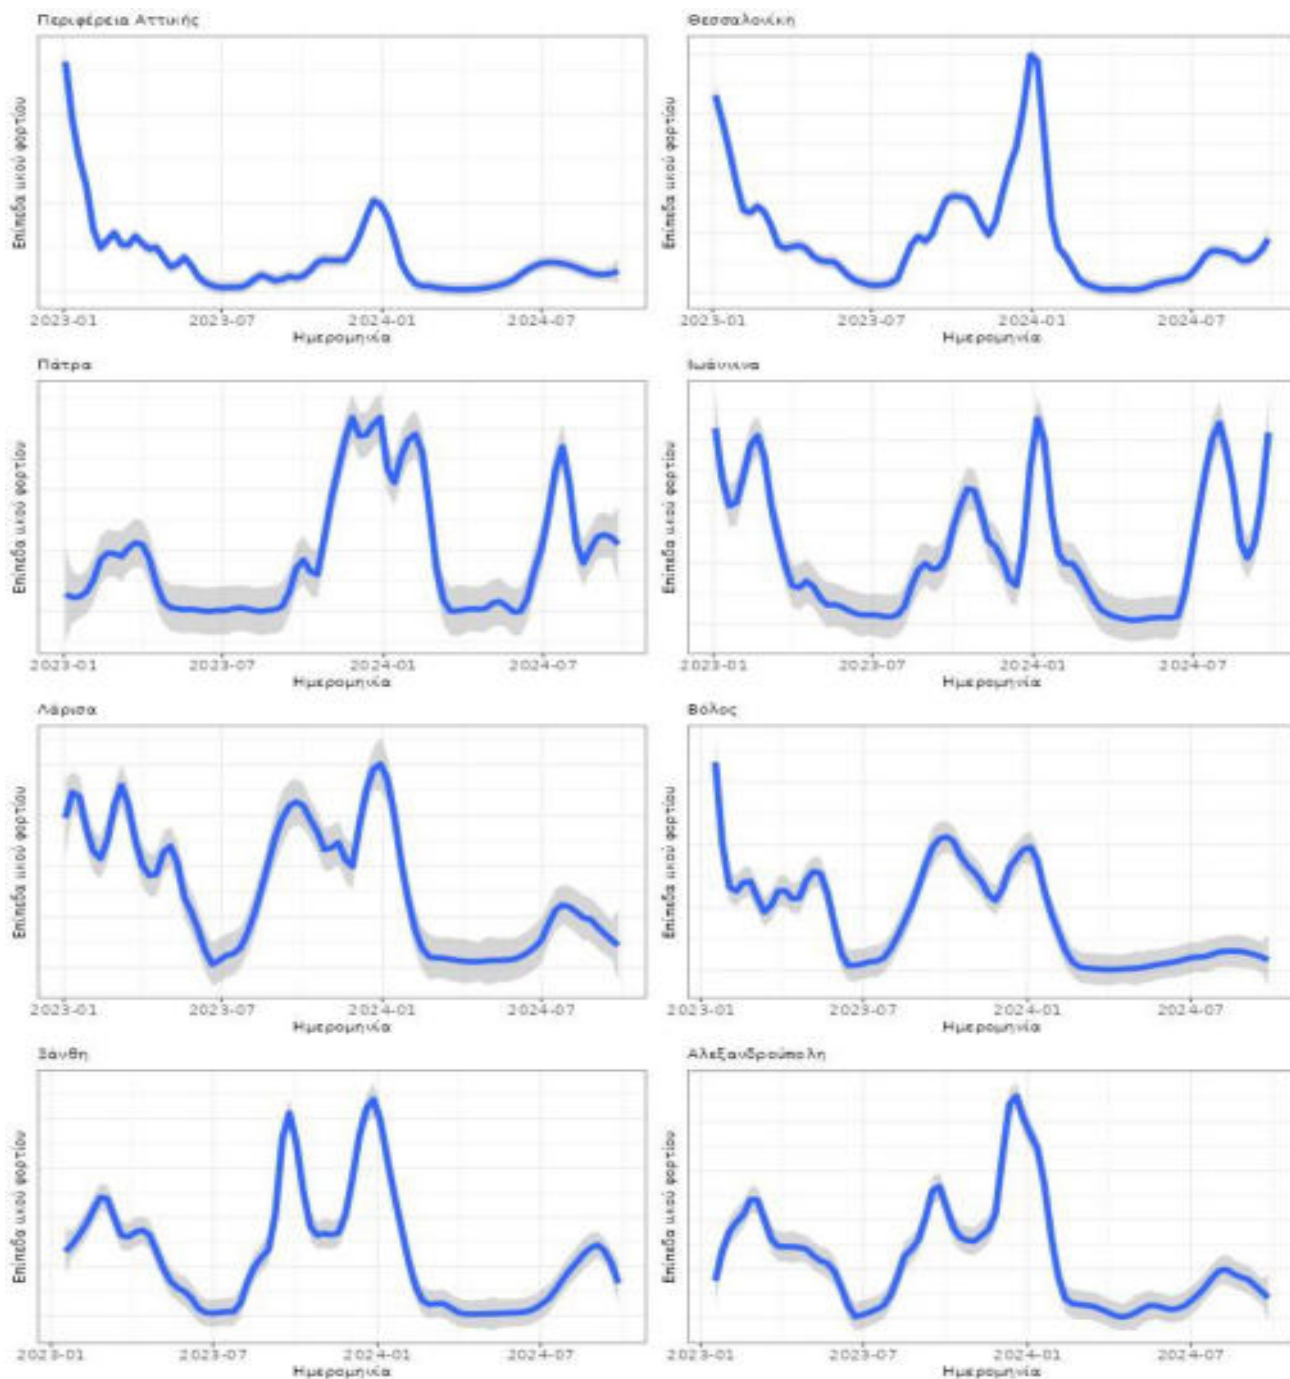 Περιφέρεια Αττικής
Επίπεδα ιικού φορτίου
2023-01 2023-07 2024-01 2024-07
Ημερομηνία
Θεσσαλονίκη
Επίπεδα ιικού φορτίου
2023-01 2023-07 2024-01 2024-07
Ημερομηνία
Πάτρα
Επίπεδα ιικού φορτίου
2023-01 2023-07 2024-01 2024-07
Ημερομηνία
Ιωάννινα
Επίπεδα ιικού φορτίου
2023-01 2023-07 2024-01 2024-07
Ημερομηνία
Λάρισα
Επίπεδα ιικού φορτίου
2023-01 2023-07 2024-01 2024-07
Ημερομηνία
Βόλος
Επίπεδα ιικού φορτίου
2023-01 2023-07 2024-01 2024-07
Ημερομηνία
Ξάνθη
Επίπεδα ιικού φορτίου
2023-01 2023-07 2024-01 2024-07
Ημερομηνία
Αλεξανδρούπολη
Επίπεδα ιικού φορτίου
2023-01 2023-07 2024-01 2024-07
Ημερομηνία